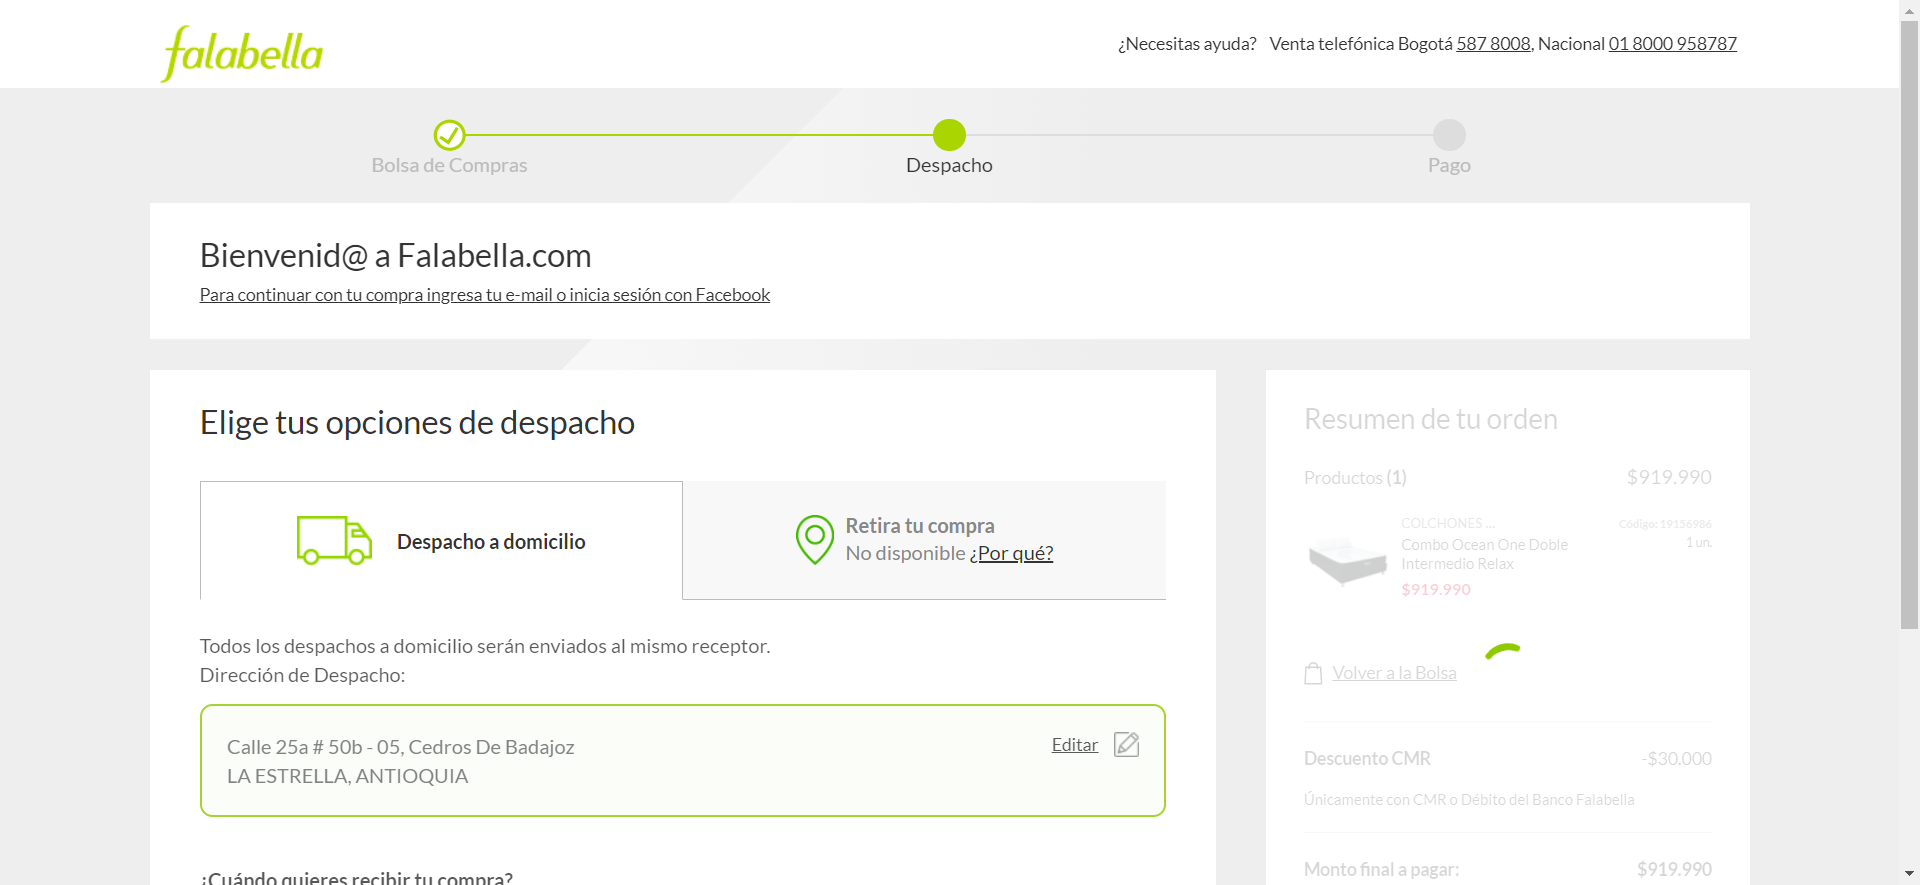 falabella
¿Necesitas ayuda? Venta telefónica Bogotá 587 8008, Nacional 01 8000 958787
Bolsa de Compras
Despacho
Pago
Bienvenid@ a Falabella.com
Para continuar con tu compra ingresa tu e-mail o inicia sesión con Facebook
Elige tus opciones de despacho
Despacho a domicilio
Retira tu compra
No disponible ¿Por qué?
Todos los despachos a domicilio serán enviados al mismo receptor.
Dirección de Despacho:
Calle 25a # 50b - 05, Cedros De Badajoz
LA ESTRELLA, ANTIOQUIA
Editar
¿Cuándo quieres recibir tu compra?
Resumen de tu orden
Productos (1) $919.990
COLCHONES ... Código: 19156986
Combo Ocean One Doble 1 un.
Intermedio Relax
$919.990
Volver a la Bolsa
Descuento CMR -$30.000
Únicamente con CMR o Débito del Banco Falabella
Monto final a pagar: $919.990